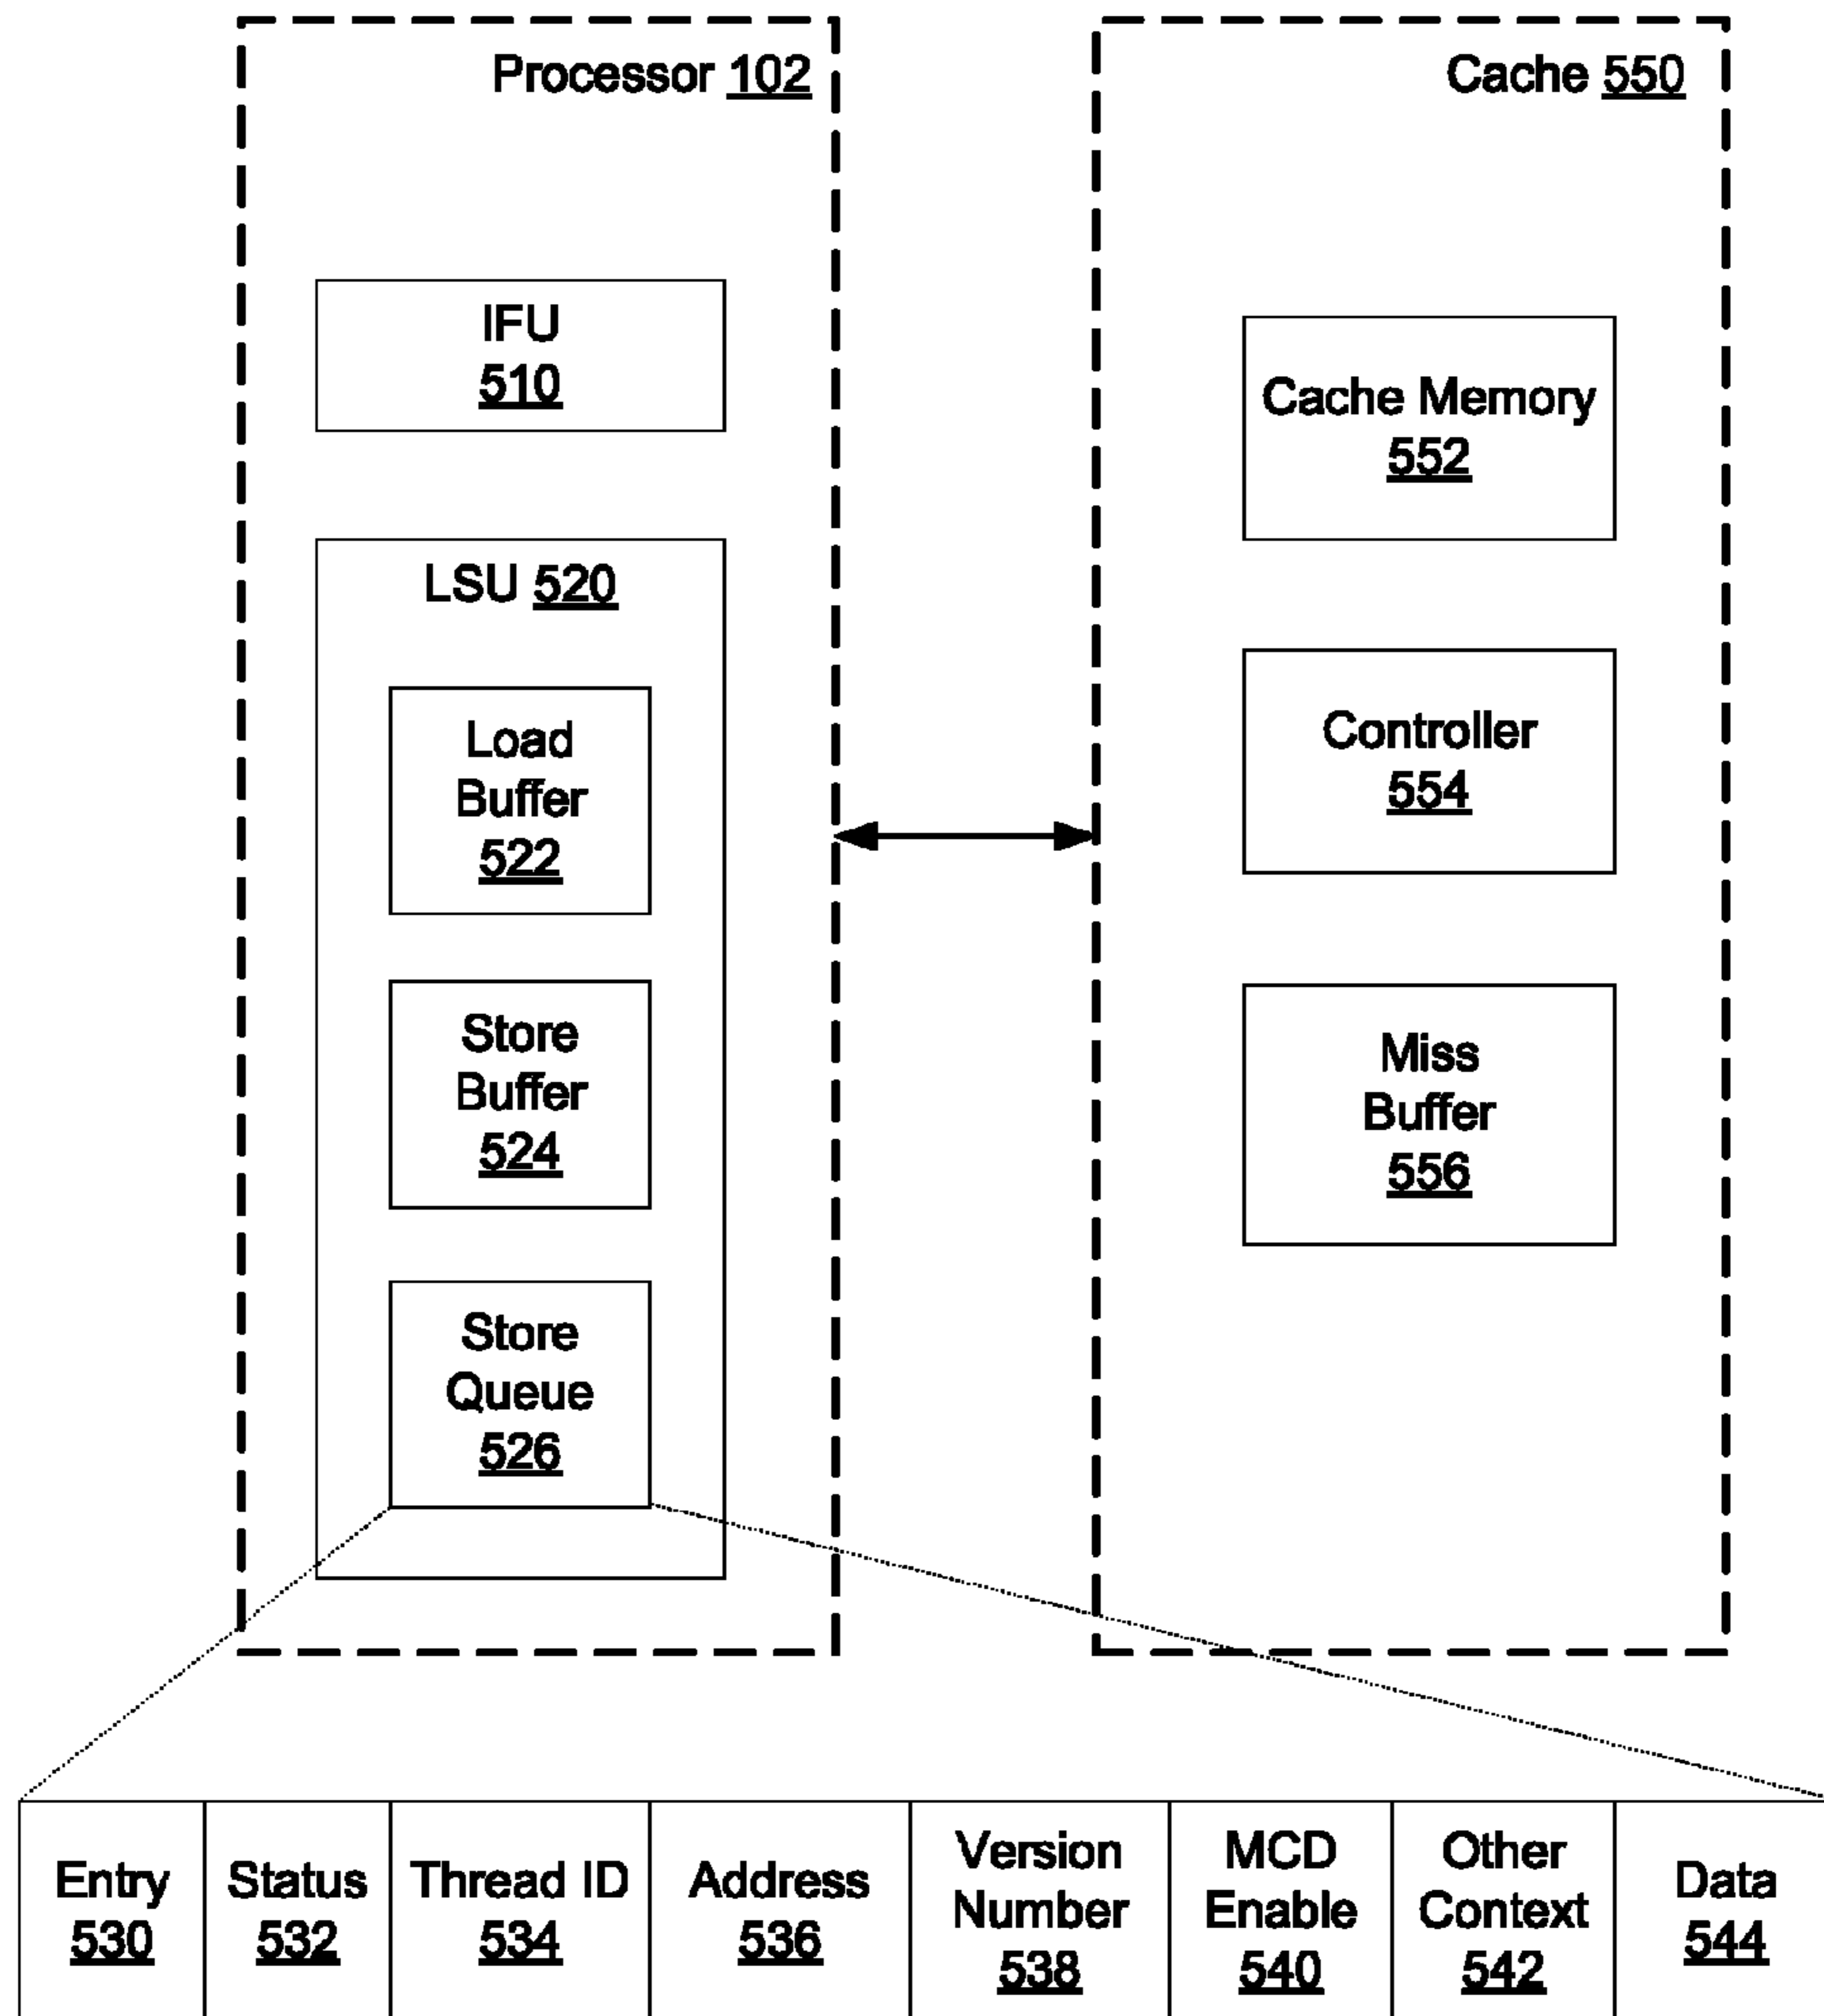 Processor 102
IFU
510
LSU 520
Load
Buffer
522
Store
Buffer
524
Store
Queue
526
Cache 550
Cache Memory
552
Controller
554
Miss
Buffer
556
Entry
530
Status
532
Thread ID
534
Address
536
Version
Number
538
MCD
Enable
540
Other
Context
542
Data
544